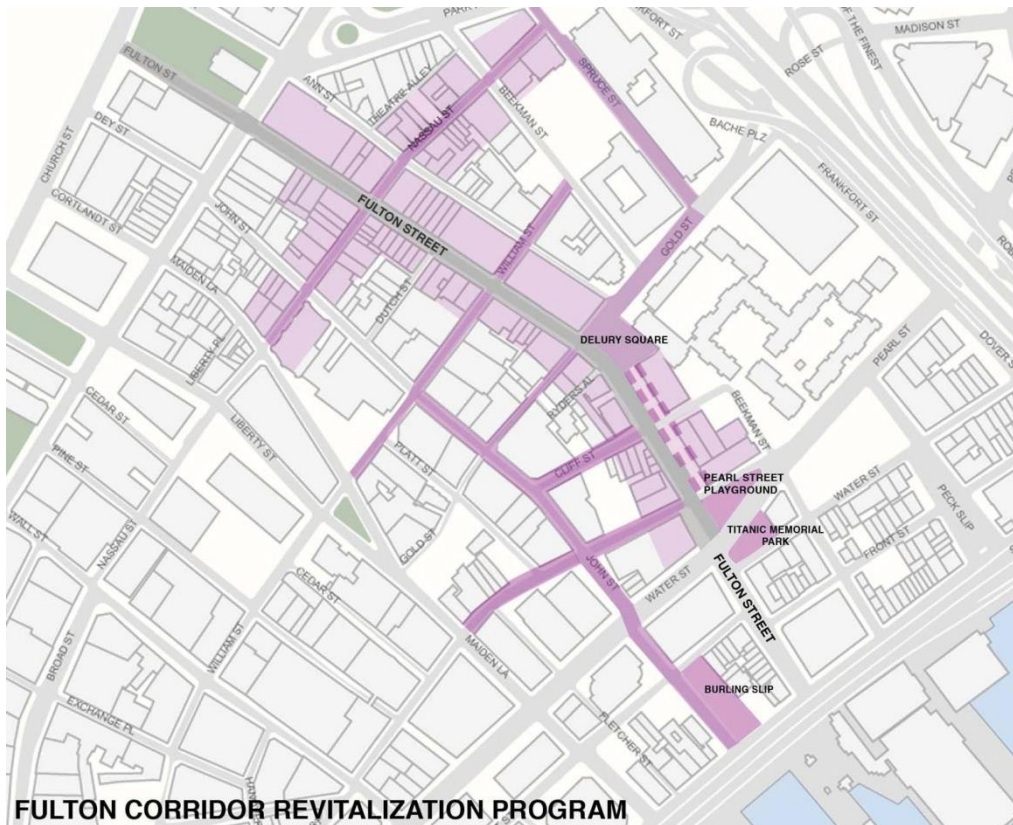 PARK
FRANKFORT ST
OF THE FINEST
MADISON ST
ROSE ST
FULTON ST
ANN ST
THEATRE ALLEY
SPRUCE ST
NASSAU ST
BEEKMAN ST
BACHE PLZ
DEY ST
CHURCH ST
CORTLANDT ST
JOHN ST
FULTON STREET
FRANKFORT ST
MAIDEN LA
WILLIAM ST
GOLD ST
DUTCH ST
LIBERTY PL
DELURY SQUARE
PEARL ST
DOVER S
CEDAR ST
RYDERS AL
BEEKMAN ST
LIBERTY ST
PINE ST
PLATT ST
CLIFF ST
PEARL STREET
PLAYGROUND
WATER ST
PECK SLIP
WALL ST
NASSAU ST
GOLD ST
TITANIC MEMORIAL
PARK
FRONT ST
CEDAR ST
JOHN ST
WATER ST
FULTON STREET
BROAD ST
WILLIAM ST
MAIDEN LA
BURLING SLIP
EXCHANGE PL
FLETCHER ST
FULTON CORRIDOR REVITALIZATION PROGRAM